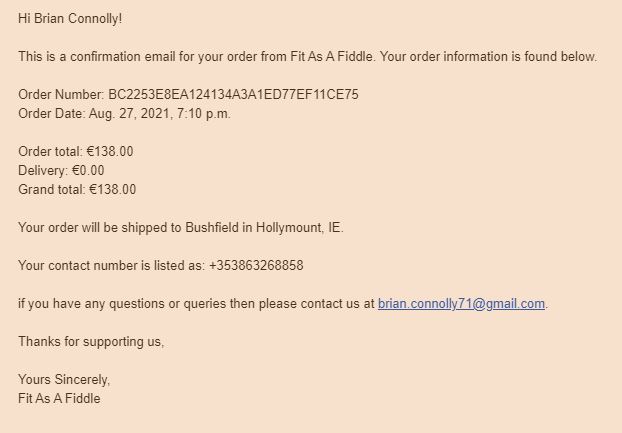 Hi Brian Connolly!
This is a confirmation email for your order from Fit As A Fiddle. Your order information is found below.
Order Number: BC2253E8EA124134A3A1ED77EF11CE75
Order Date: Aug. 27, 2021, 7:10 p.m.
Order total: €138.00
Delivery: €0.00
Grand total: €138.00
Your order will be shipped to Bushfield in Hollymount, IE.
Your contact number is listed as: +353863268858
if you have any questions or queries then please contact us at brian.connolly71@gmail.com.
Thanks for supporting us,
Yours Sincerely,
Fit As A Fiddle